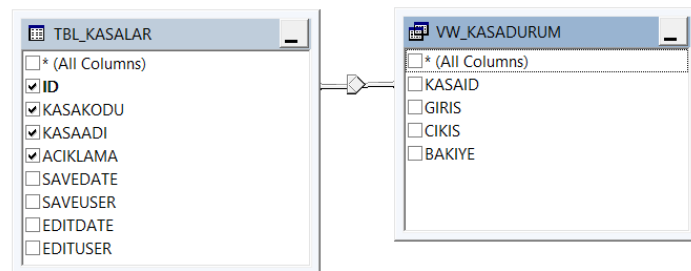 TBL_KASALAR
* (All Columns)
ID
KASAKODU
KASAADI
ACIKLAMA
SAVEDATE
SAVEUSER
EDITDATE
EDITUSER
VW_KASADURUM
* (All Columns)
KASAID
GIRIS
CIKIS
BAKIYE